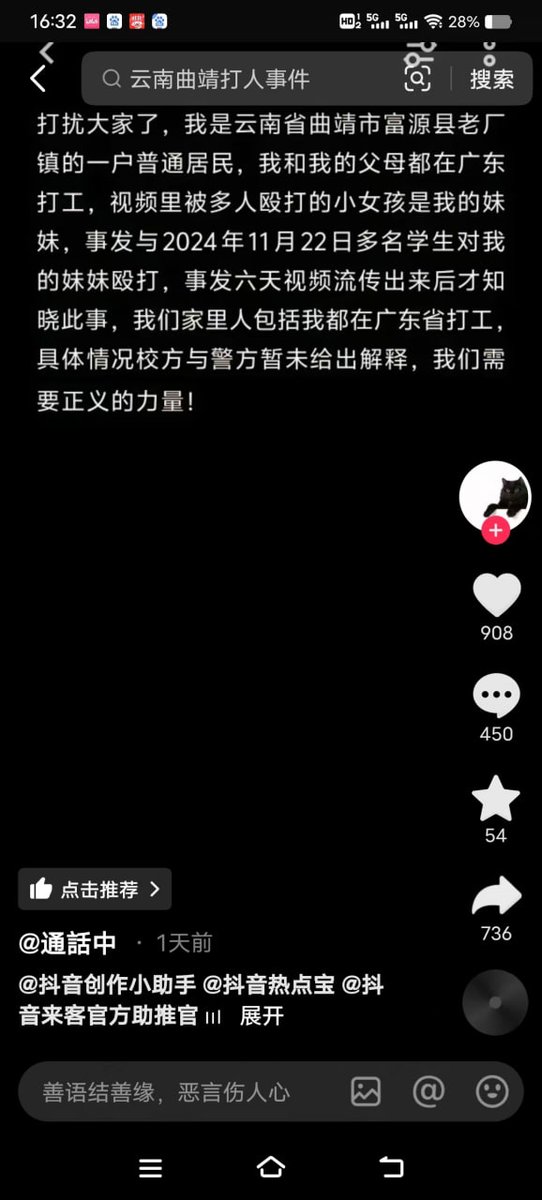 16:32
28%
云南曲靖打人事件
搜索
打扰大家了，我是云南省曲靖市富源县老厂
镇的一户普通居民，我和我的父母都在广东
打工，视频里被多人殴打的小女孩是我的妹
妹，事发与2024年11月22日多名学生对我
的妹妹殴打，事发六天视频流传出来后才知
晓此事，我们家里人包括我都在广东省打工，
具体情况校方与警方暂未给出解释，我们需
要正义的力量！
908
450
54
736
点击推荐
@通話中 · 1天前
@抖音创作小助手 @抖音热点宝 @抖
音来客官方助推官 展开
善语结善缘，恶言伤人心